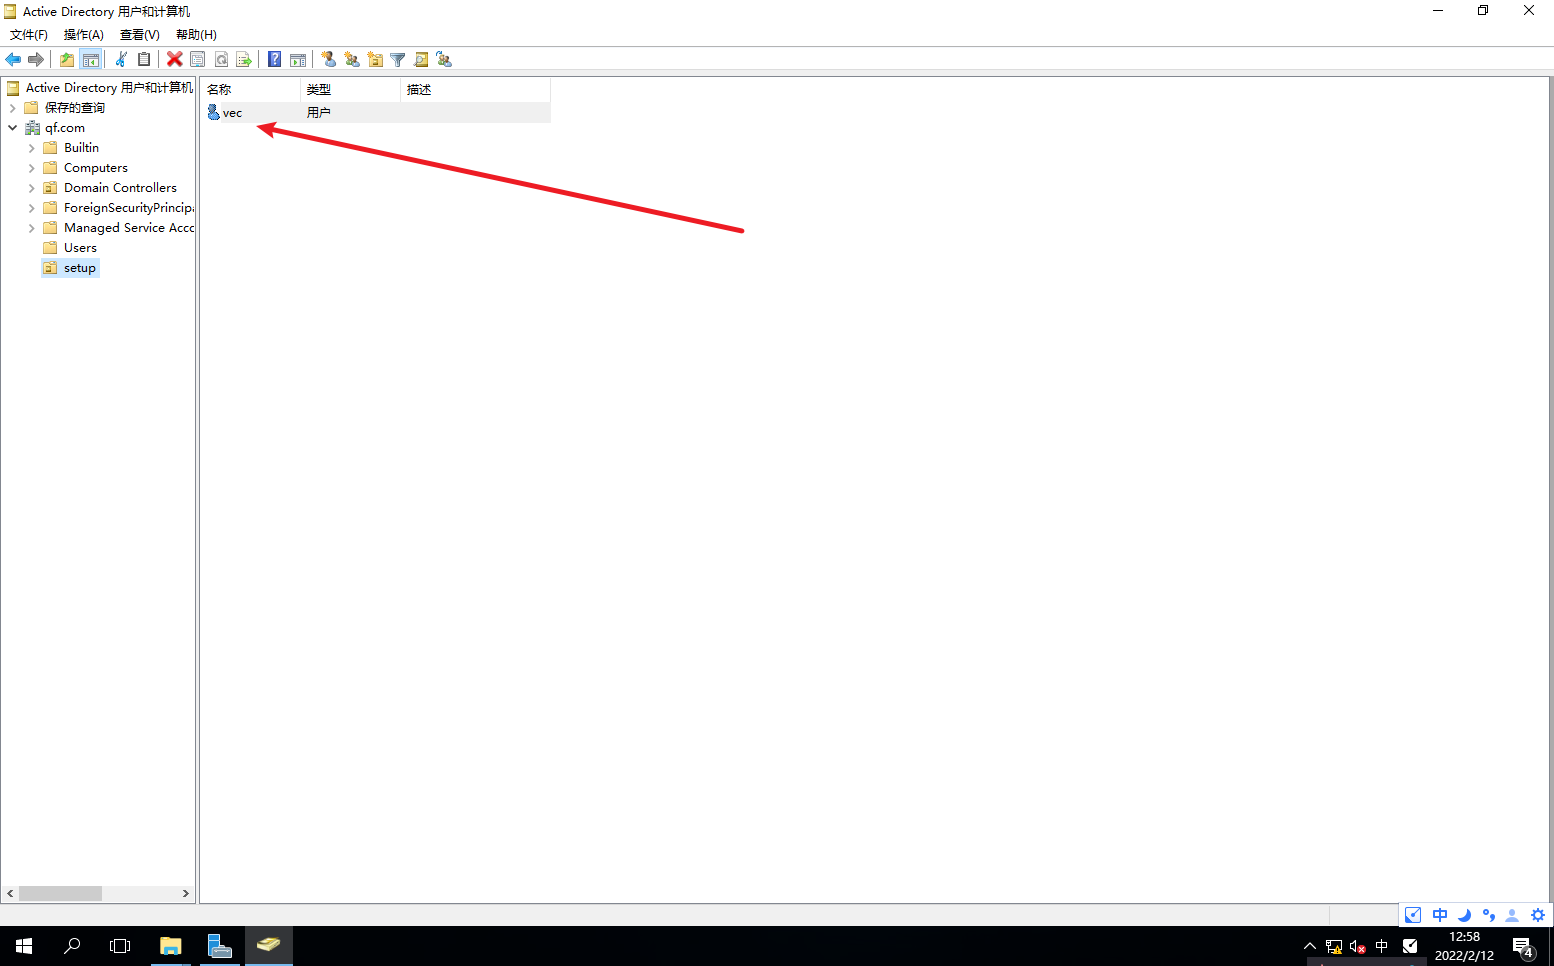 Active Directory 用户和计算机
文件(F) 操作(A) 查看(V) 帮助(H)
Active Directory 用户和计算机
保存的查询
qf.com
Builtin
Computers
Domain Controllers
ForeignSecurityPrincip
Managed Service Acc
Users
setup
名称 类型 描述
vec 用户
中
中
12:58
2022/2/12
4